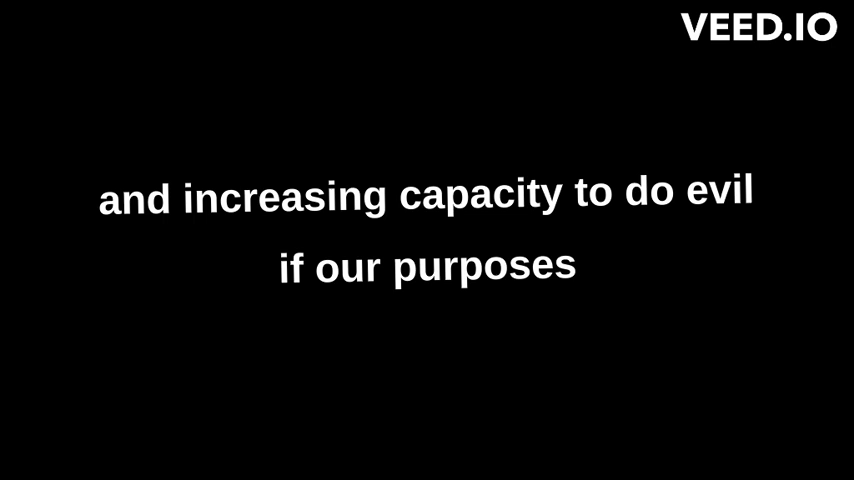 VEED.IO
and increasing capacity to do evil
if our purposes